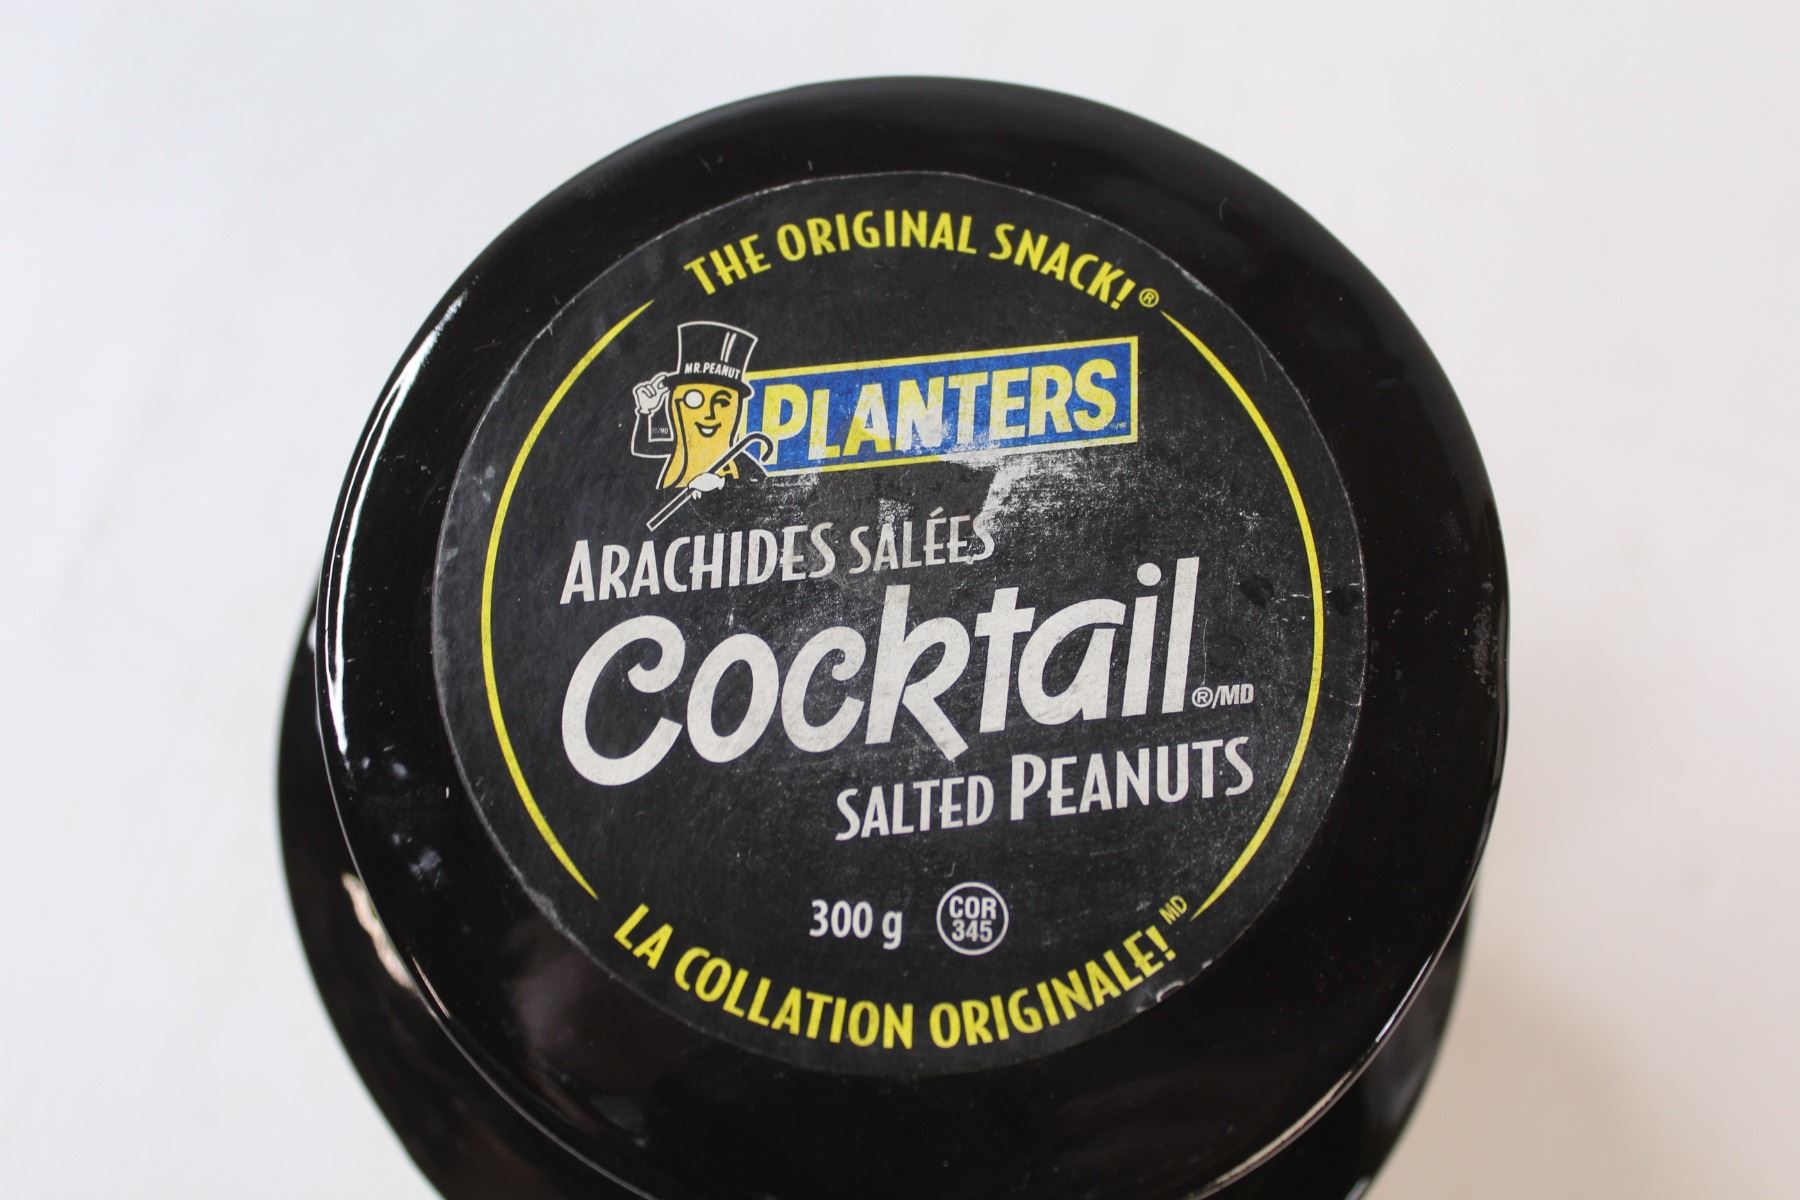 THE ORIGINAL SNACK!®
MR. PEANUT
PLANTERS
ARACHIDES SALÉES
Cocktail ®/MD
SALTED PEANUTS
300 g
COR
345
LA COLLATION ORIGINALE! MD